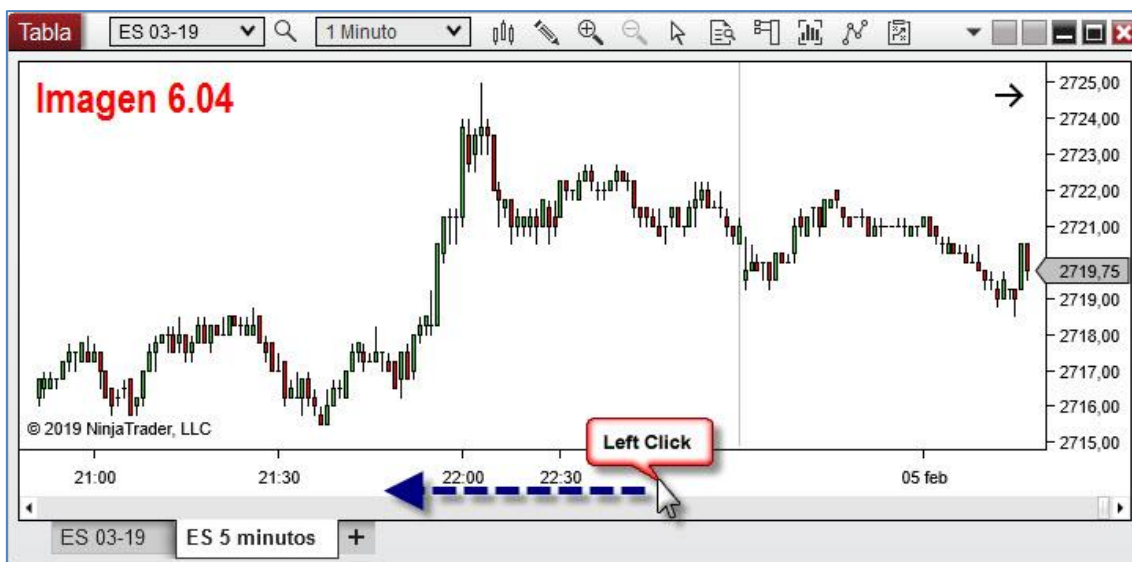 Tabla
ES 03-19
1 Minuto
Imagen 6.04
2725,00
2724,00
2723,00
2722,00
2721,00
2719,75
2719,00
2718,00
2717,00
2716,00
2715,00
© 2019 NinjaTrader, LLC
Left Click
21:00 21:30 22:00 22:30 05 feb
ES 03-19 ES 5 minutos +